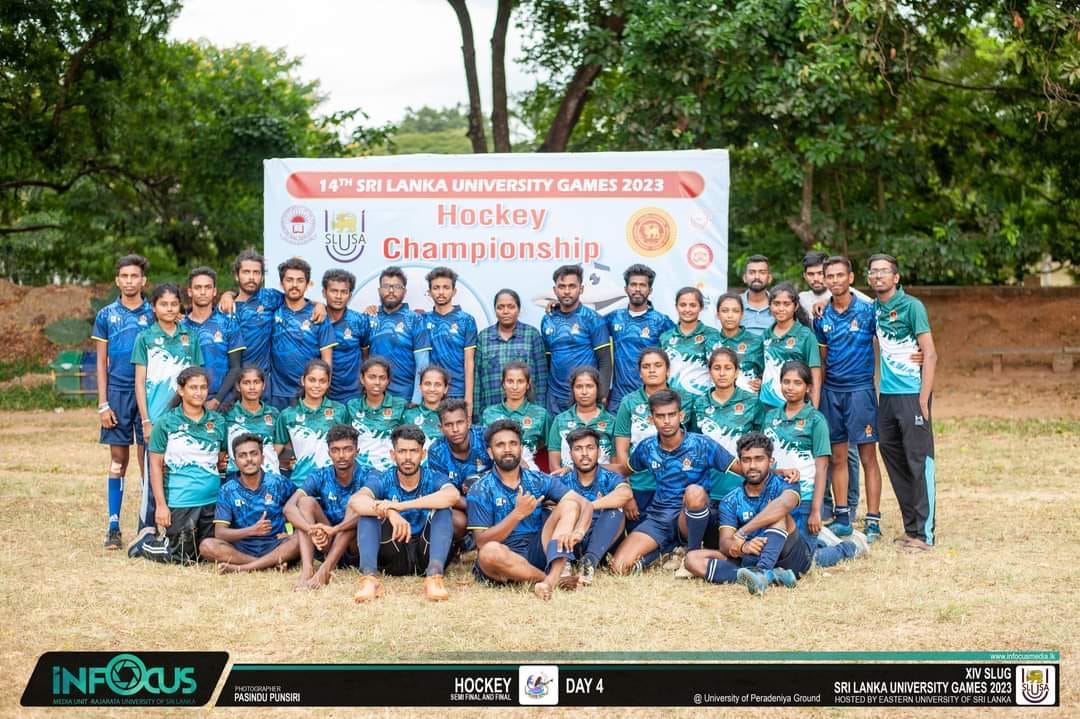 14TH SRI LANKA UNIVERSITY GAMES 2023
Hockey
Championship
SLUSA
www.infocusmedia.lk
iNFOCUS
MEDIA UNIT -RAJARATA UNIVERSITY OF SRI LANKA
PHOTOGRAPHER
PASINDU PUNSIRI
HOCKEY
SEMI FINAL AND FINAL
DAY 4
@ University of Peradeniya Ground
XIV SLUG
SRI LANKA UNIVERSITY GAMES 2023
HOSTED BY EASTERN UNIVERSITY OF SRI LANKA
SLUSA